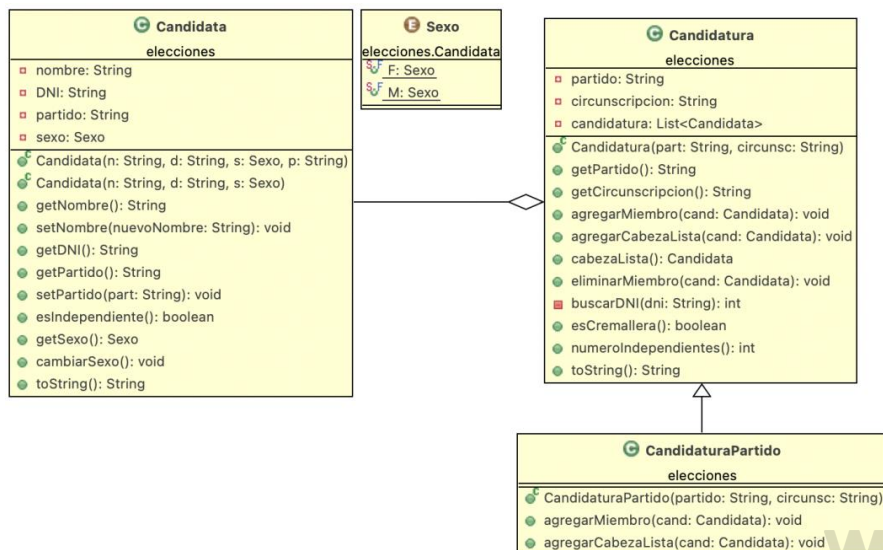 C Candidata
elecciones
nombre: String
DNI: String
partido: String
sexo: Sexo
Candidata(n: String, d: String, s: Sexo, p: String)
Candidata(n: String, d: String, s: Sexo)
getNombre(): String
setNombre(nuevoNombre: String): void
getDNI(): String
getPartido(): String
setPartido(part: String): void
esIndependiente(): boolean
getSexo(): Sexo
cambiarSexo(): void
toString(): String
E Sexo
elecciones.Candidata
F: Sexo
M: Sexo
C Candidatura
elecciones
partido: String
circunscripcion: String
candidatura: List<Candidata>
Candidatura(part: String, circunsc: String)
getPartido(): String
getCircunscripcion(): String
agregarMiembro(cand: Candidata): void
agregarCabezaLista(cand: Candidata): void
cabezaLista(): Candidata
eliminarMiembro(cand: Candidata): void
buscarDNI(dni: String): int
esCremallera(): boolean
numeroIndependientes(): int
toString(): String
C CandidaturaPartido
elecciones
CandidaturaPartido(partido: String, circunsc: String)
agregarMiembro(cand: Candidata): void
agregarCabezaLista(cand: Candidata): void